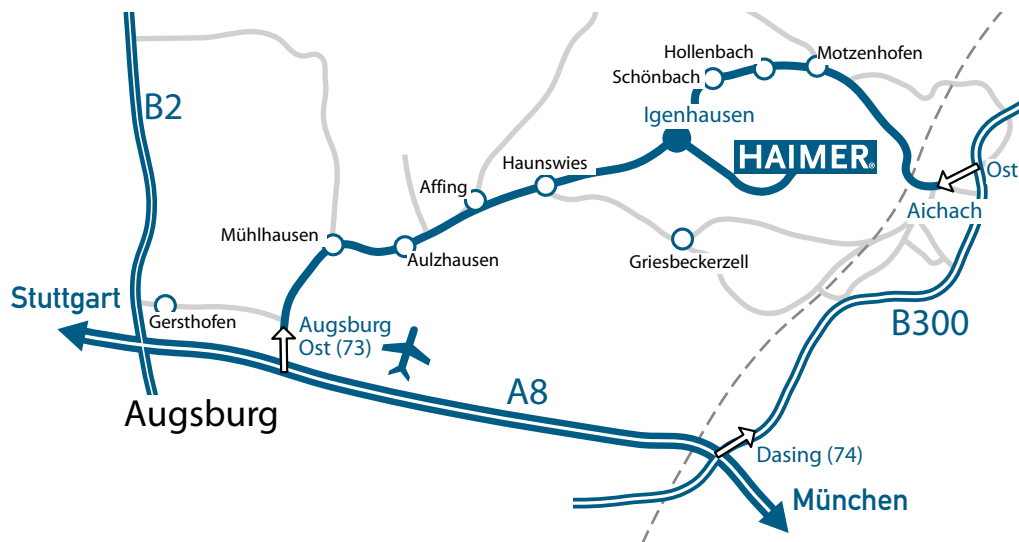 Hollenbach
Motzenhofen
Schönbach
B2
Igenhausen
HAIMER®
Haunswies
Ost
Affing
Aichach
Mühlhausen
Aulzhausen
Griesbeckerzell
Stuttgart
Gersthofen
Augsburg
Ost (73)
B300
Augsburg
A8
Dasing (74)
München